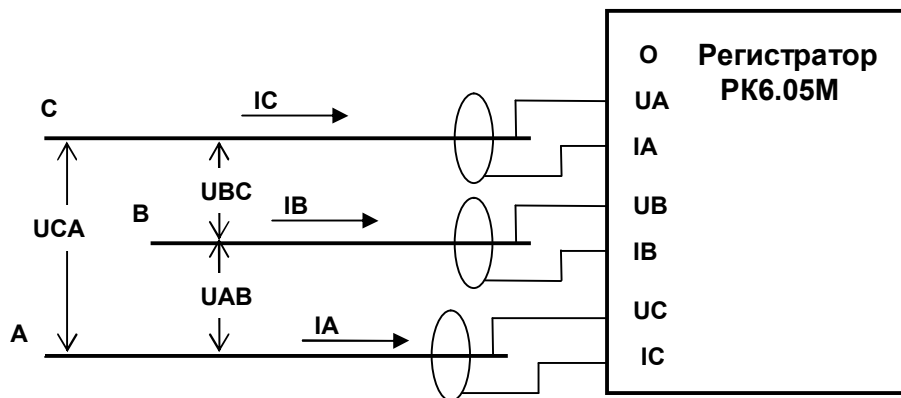 O Регистратор
РК6.05М
C IC UA
IA
UBC
B IB UB
UCA
IB
UAB
A IA UC
IC